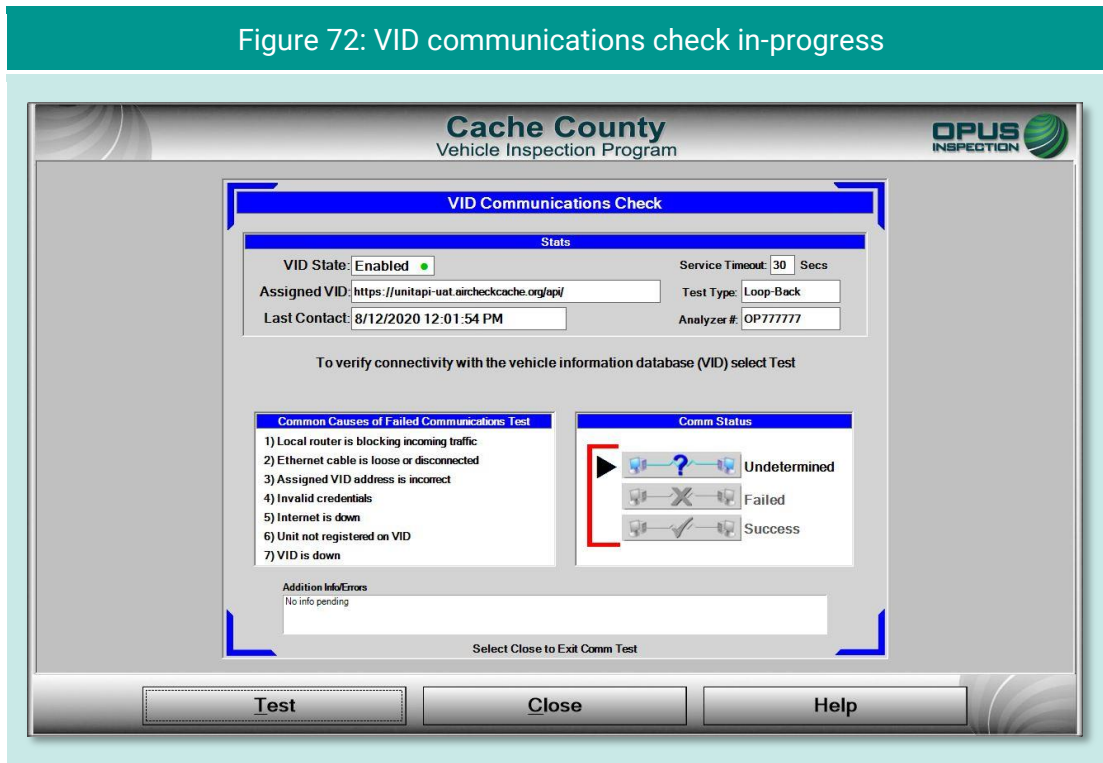 Figure 72: VID communications check in-progress
Cache County
Vehicle Inspection Program
OPUS
INSPECTION
VID Communications Check
Stats
VID State: Enabled
Service Timeout: 30 Secs
Assigned VID: https://unitapi-uat.aircheckcache.org/api/
Test Type: Loop-Back
Last Contact: 8/12/2020 12:01:54 PM
Analyzer #: OP777777
To verify connectivity with the vehicle information database (VID) select Test
Common Causes of Failed Communications Test
1) Local router is blocking incoming traffic
2) Ethernet cable is loose or disconnected
3) Assigned VID address is incorrect
4) Invalid credentials
5) Internet is down
6) Unit not registered on VID
7) VID is down
Comm Status
? Undetermined
Failed
Success
Addition Info/Errors
No info pending
Select Close to Exit Comm Test
Test
Close
Help